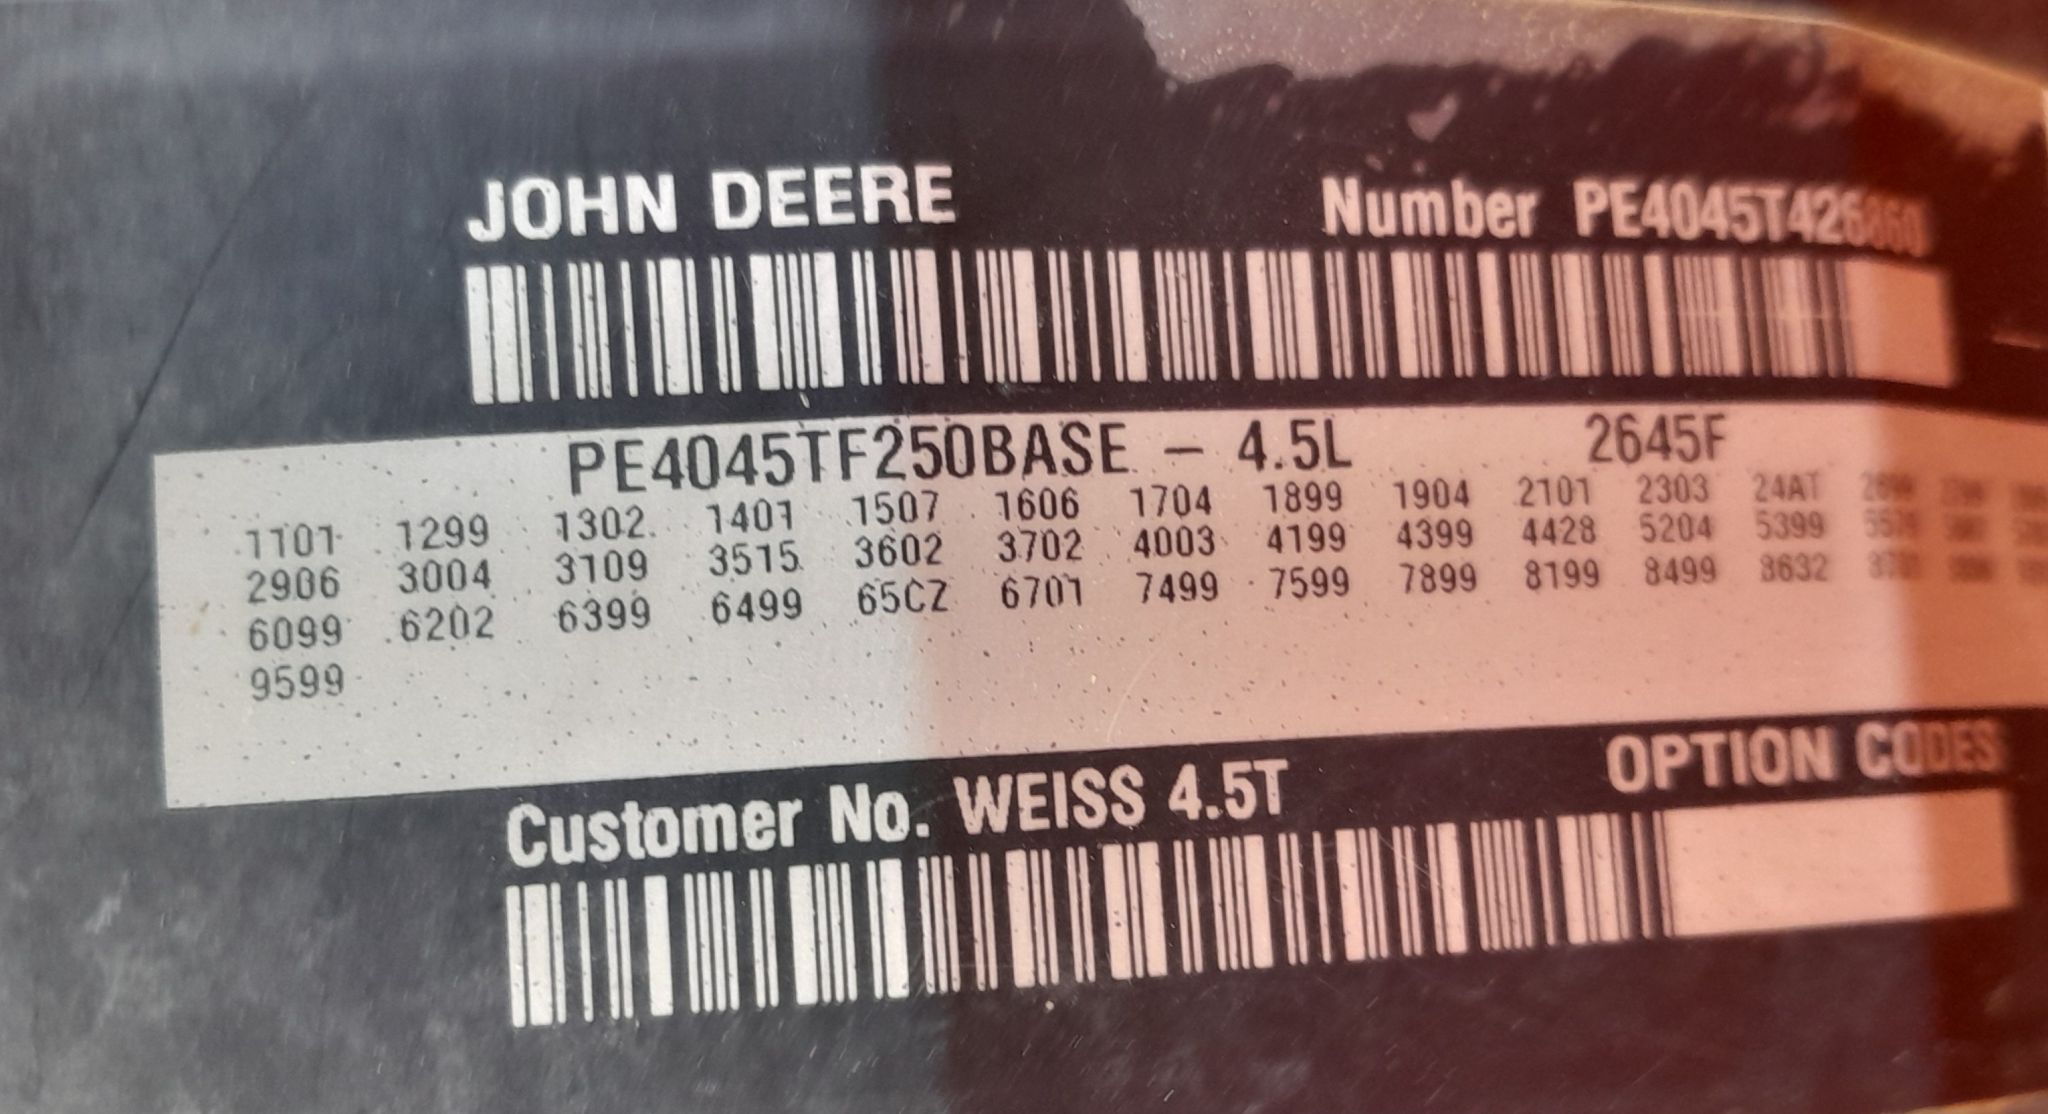 JOHN DEERE Number PE4045T426860
PE4045TF250BASE - 4.5L 2645F
1101 1299 1302 1401 1507 1606 1704 1899 1904 2101 2303 24AT
2906 3004 3109 3515 3602 3702 4003 4199 4399 4428 5204 5399
6099 6202 6399 6499 65CZ 6701 7499 7599 7899 8199 8499 8632
9599
OPTION CODES
Customer No. WEISS 4.5T